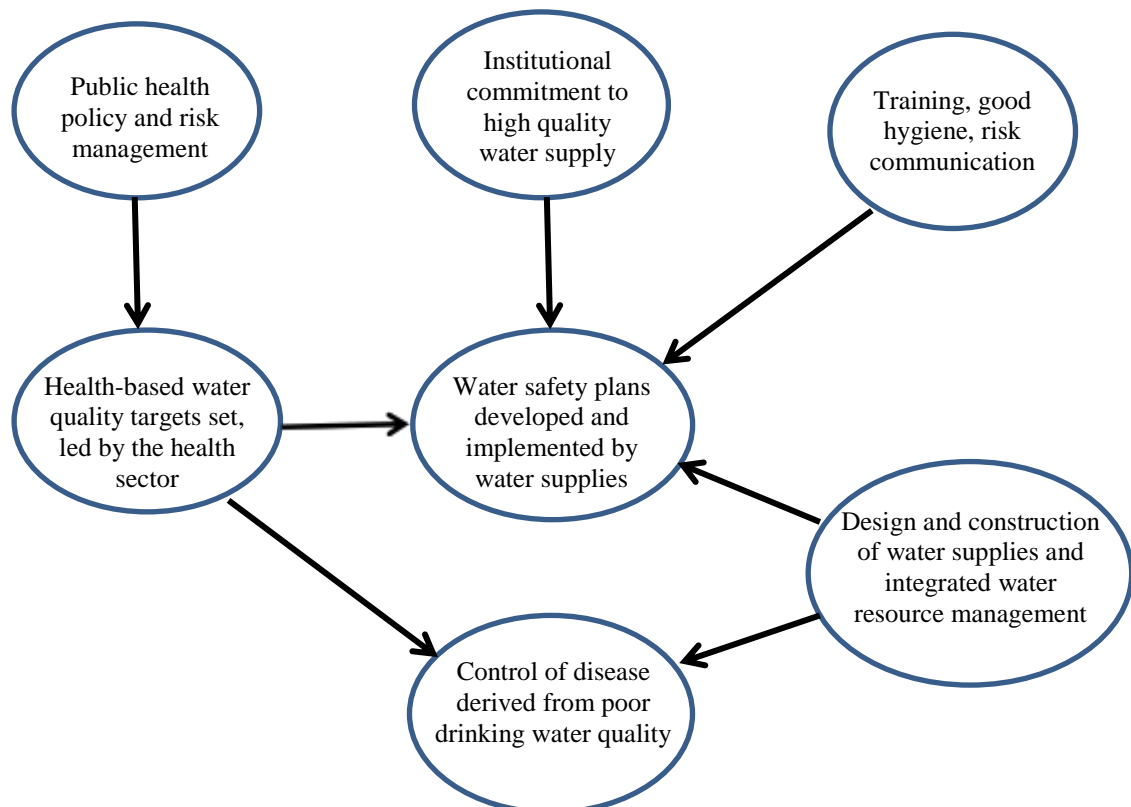 Public health
policy and risk
management
Institutional
commitment to
high quality
water supply
Training, good
hygiene, risk
communication
Health-based water
quality targets set,
led by the health
sector
Water safety plans
developed and
implemented by
water supplies
Design and construction
of water supplies and
integrated water
resource management
Control of disease
derived from poor
drinking water quality